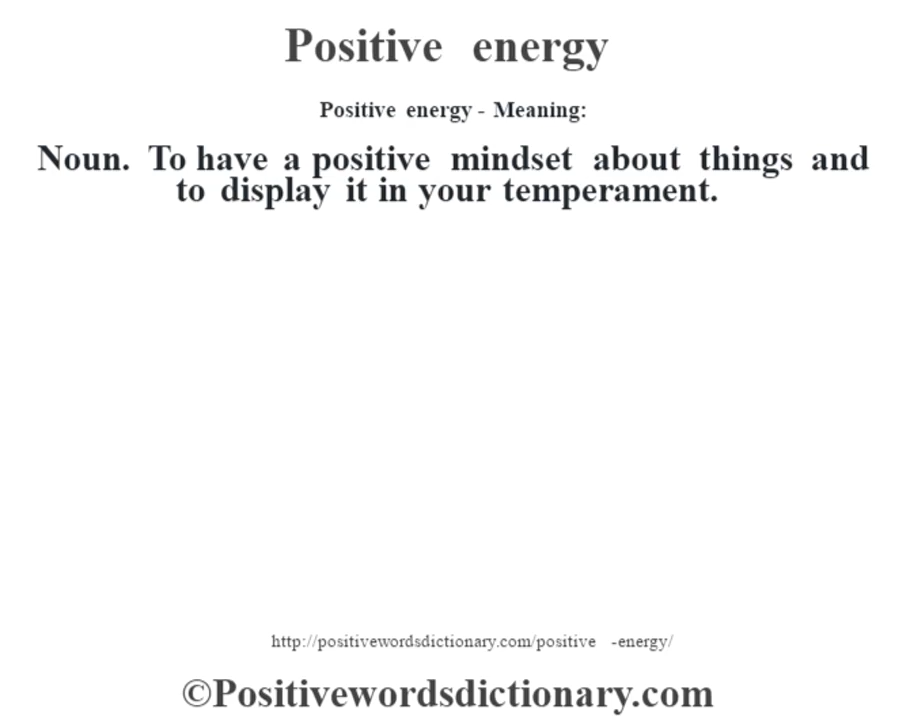 Positive energy
Positive energy - Meaning:
Noun. To have a positive mindset about things and
to display it in your temperament.
http://positivewordsdictionary.com/positive -energy/
©Positivewordsdictionary.com